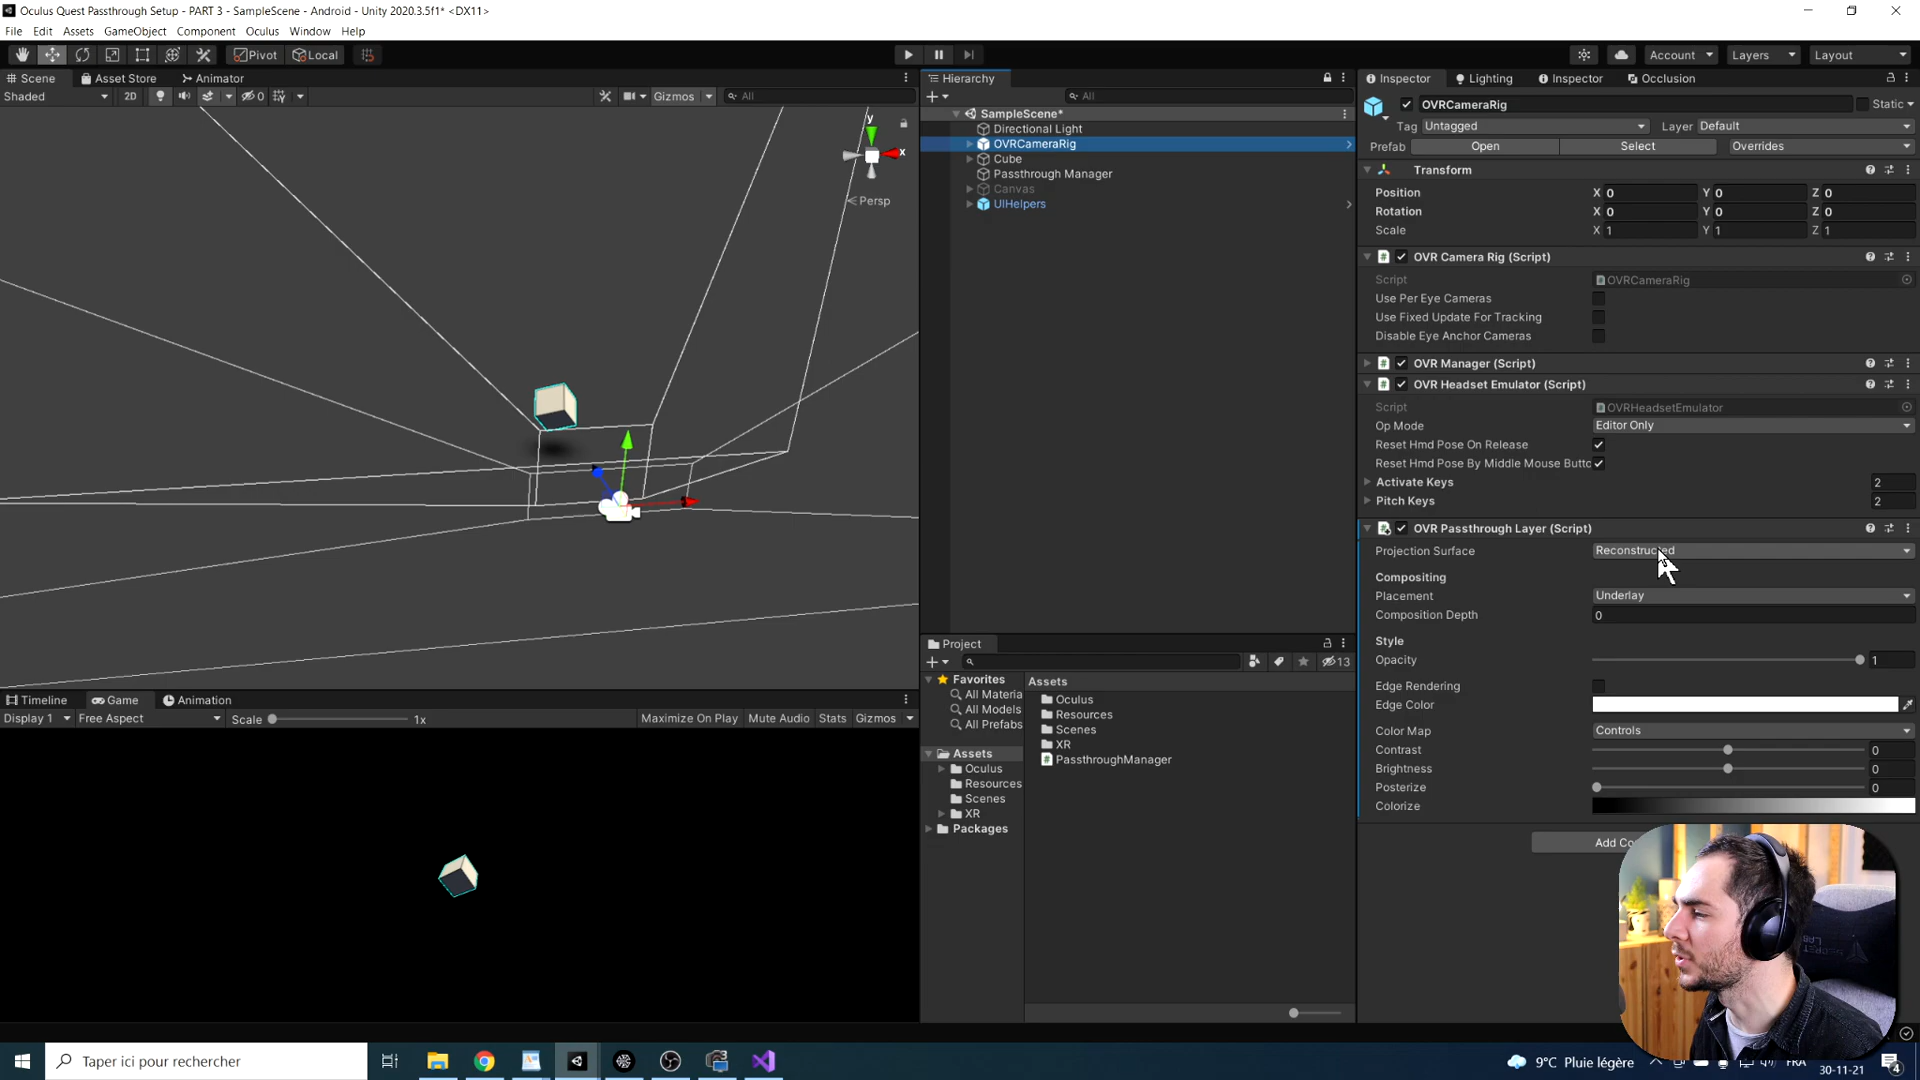 Oculus Quest Passthrough Setup - PART 3 - SampleScene - Android - Unity 2020.3.5f1* <DX11>
File Edit Assets GameObject Component Oculus Window Help
Pivot Local
Account Layers Layout
Scene Asset Store Animator
Shaded 2D 0 Gizmos All
y
x
Persp
Hierarchy
All
SampleScene*
Directional Light
OVRCameraRig
Cube
Passthrough Manager
Canvas
UIHelpers
Inspector Lighting Inspector Occlusion
OVRCameraRig Static
Tag Untagged Layer Default
Prefab Open Select Overrides
Transform
Position X 0 Y 0 Z 0
Rotation X 0 Y 0 Z 0
Scale X 1 Y 1 Z 1
OVR Camera Rig (Script)
Script OVRCameraRig
Use Per Eye Cameras
Use Fixed Update For Tracking
Disable Eye Anchor Cameras
OVR Manager (Script)
OVR Headset Emulator (Script)
Script OVRHeadsetEmulator
Op Mode Editor Only
Reset Hmd Pose On Release
Reset Hmd Pose By Middle Mouse Butto
Activate Keys 2
Pitch Keys 2
OVR Passthrough Layer (Script)
Projection Surface Reconstructed
Compositing
Placement Underlay
Composition Depth 0
Style
Opacity 1
Edge Rendering
Edge Color
Color Map Controls
Contrast 0
Brightness 0
Posterize 0
Colorize
Add Co
Timeline Game Animation
Display 1 Free Aspect Scale 1x Maximize On Play Mute Audio Stats Gizmos
Project
13
Favorites
All Materia
All Models
All Prefabs
Assets
Oculus
Resources
Scenes
XR
Packages
Assets
Oculus
Resources
Scenes
XR
PassthroughManager
Taper ici pour rechercher
9°C Pluie légère
FRA
30-11-21
4